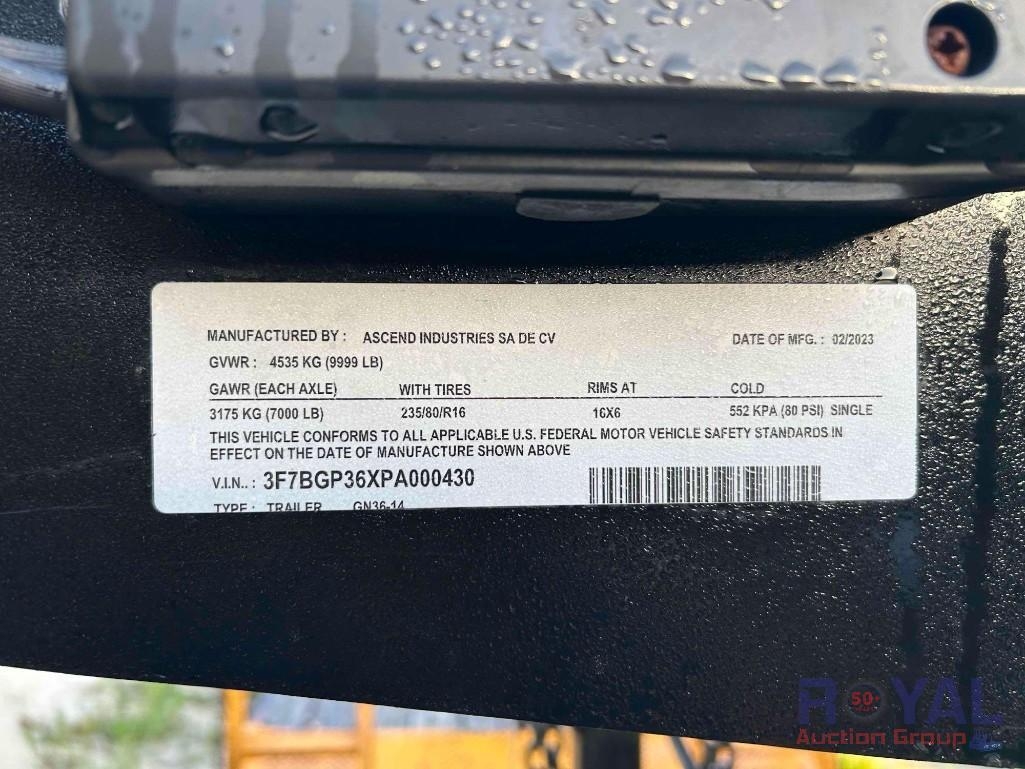 MANUFACTURED BY : ASCEND INDUSTRIES SA DE CV DATE OF MFG. : 02/2023
GVWR : 4535 KG (9999 LB)
GAWR (EACH AXLE) WITH TIRES RIMS AT COLD
3175 KG (7000 LB) 235/80/R16 16X6 552 KPA (80 PSI) SINGLE
THIS VEHICLE CONFORMS TO ALL APPLICABLE U.S. FEDERAL MOTOR VEHICLE SAFETY STANDARDS IN
EFFECT ON THE DATE OF MANUFACTURE SHOWN ABOVE
V.I.N.. : 3F7BGP36XPA000430
TYPE : TRAILER GN36-14
ROYAL
50+
Auction Group